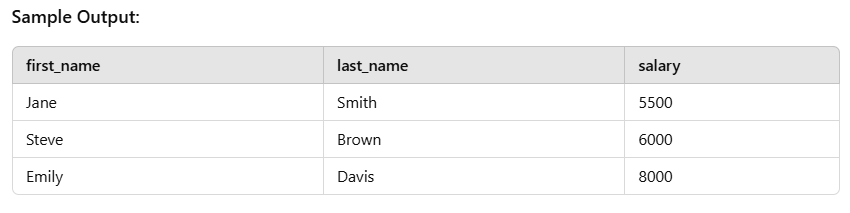 Sample Output:
first_name last_name salary
Jane Smith 5500
Steve Brown 6000
Emily Davis 8000